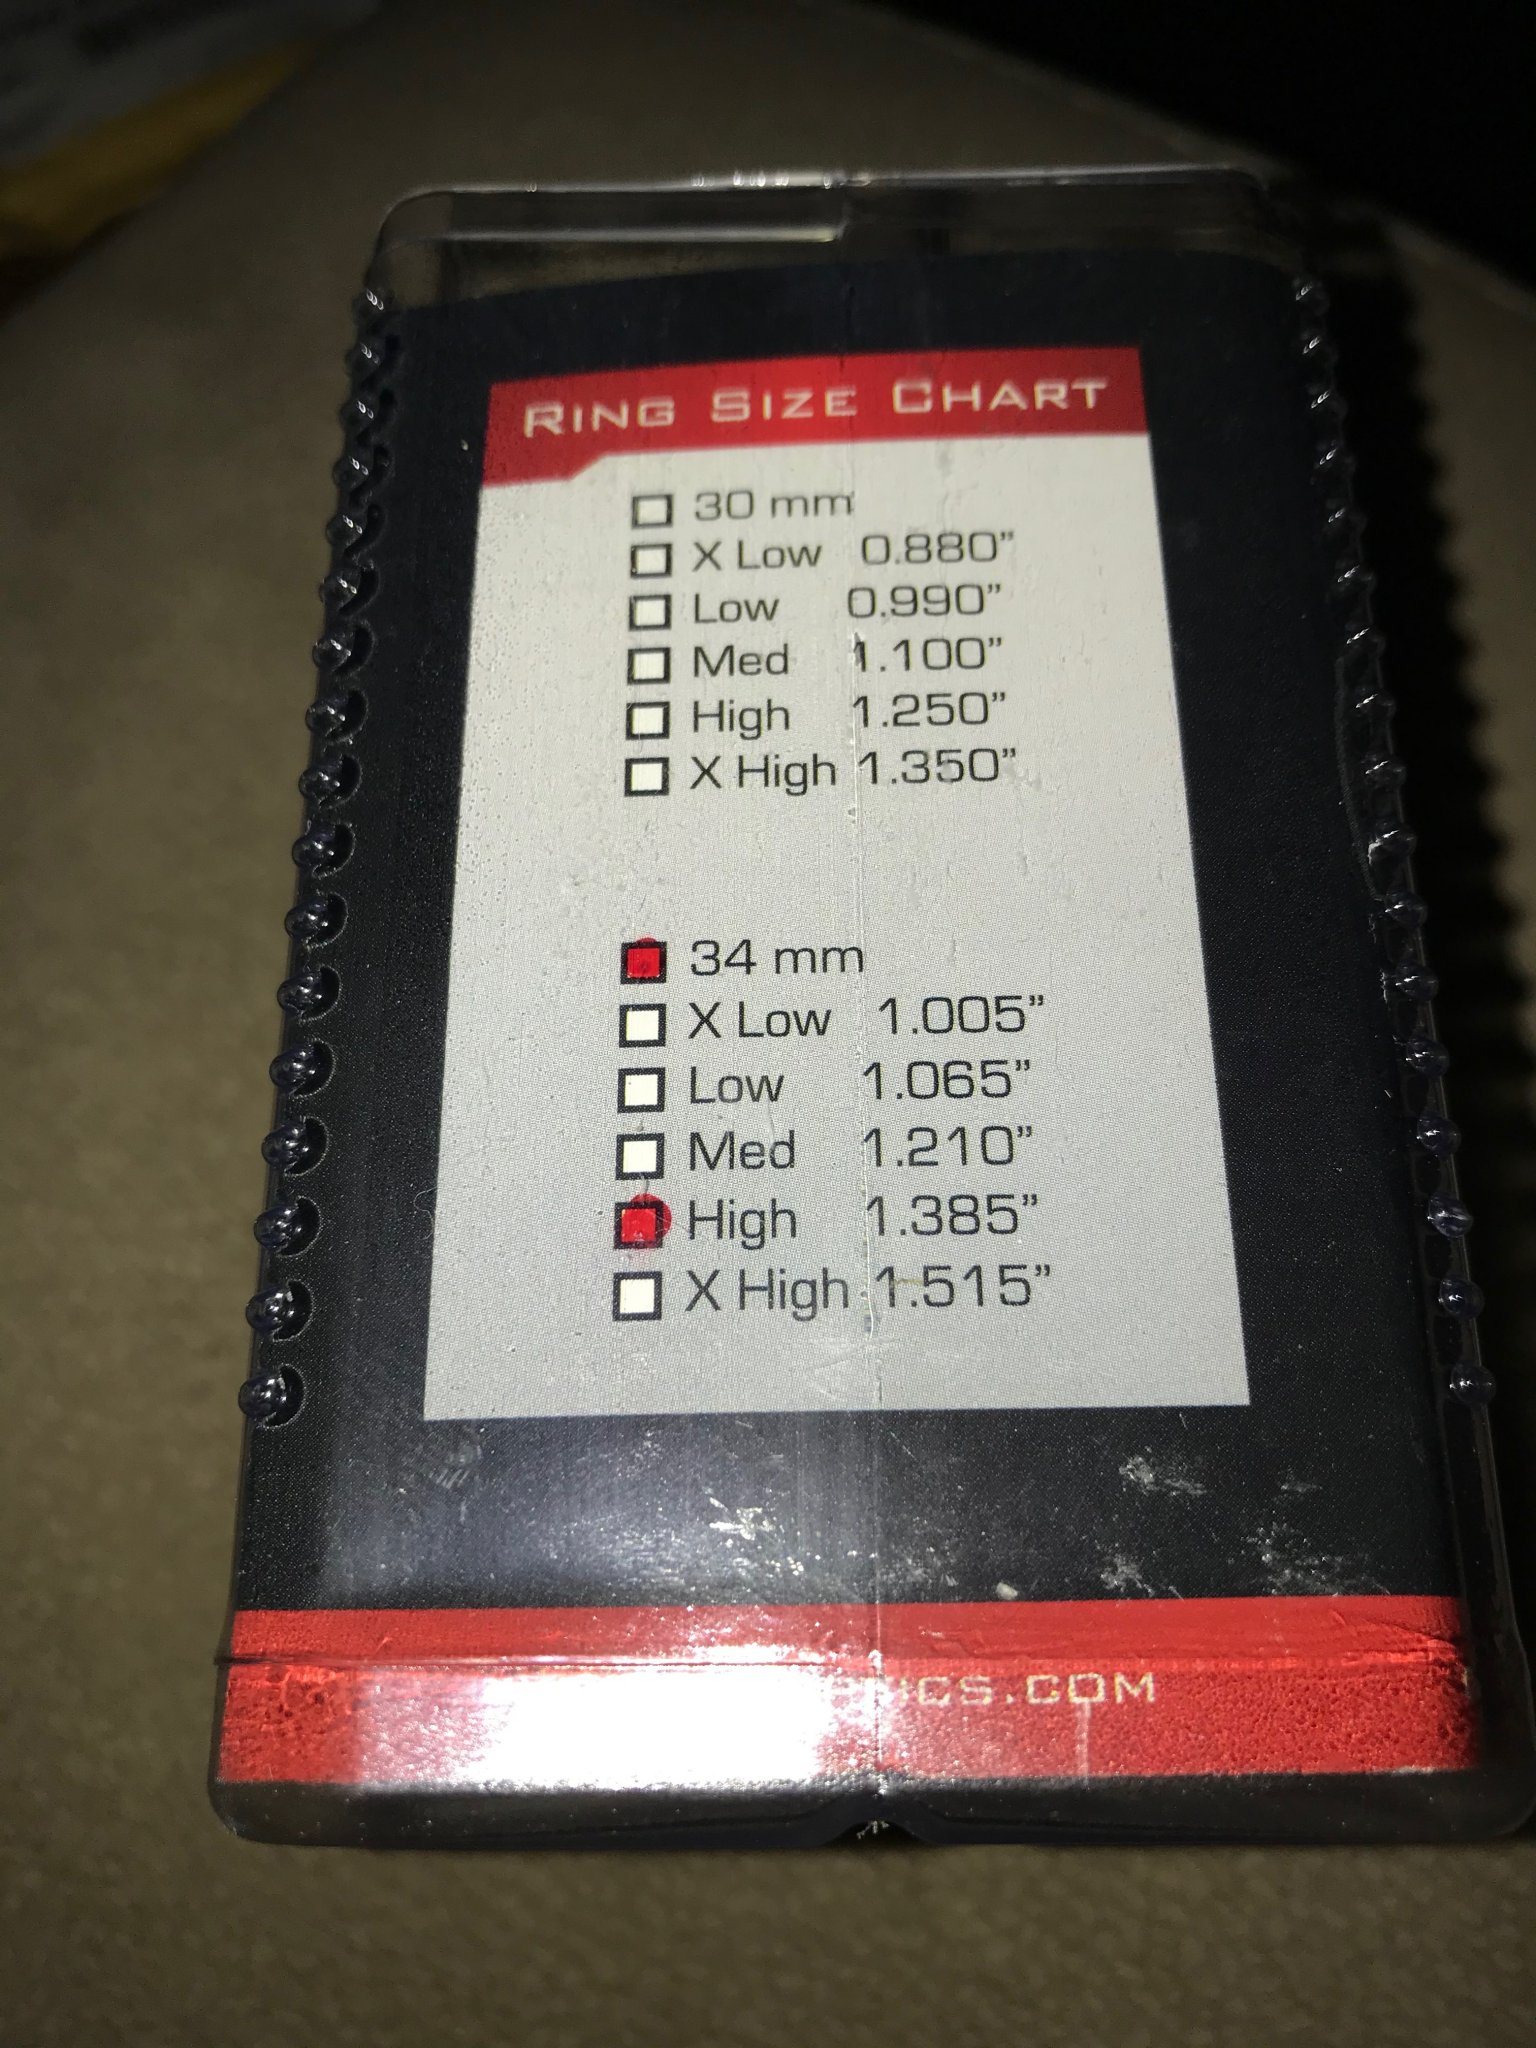 RING SIZE CHART
30 mm
X Low 0.880”
Low 0.990”
Med 1.100”
High 1.250”
X High 1.350”
34 mm
X Low 1.005”
Low 1.065”
Med 1.210”
High 1.385”
X High 1.515”
.COM